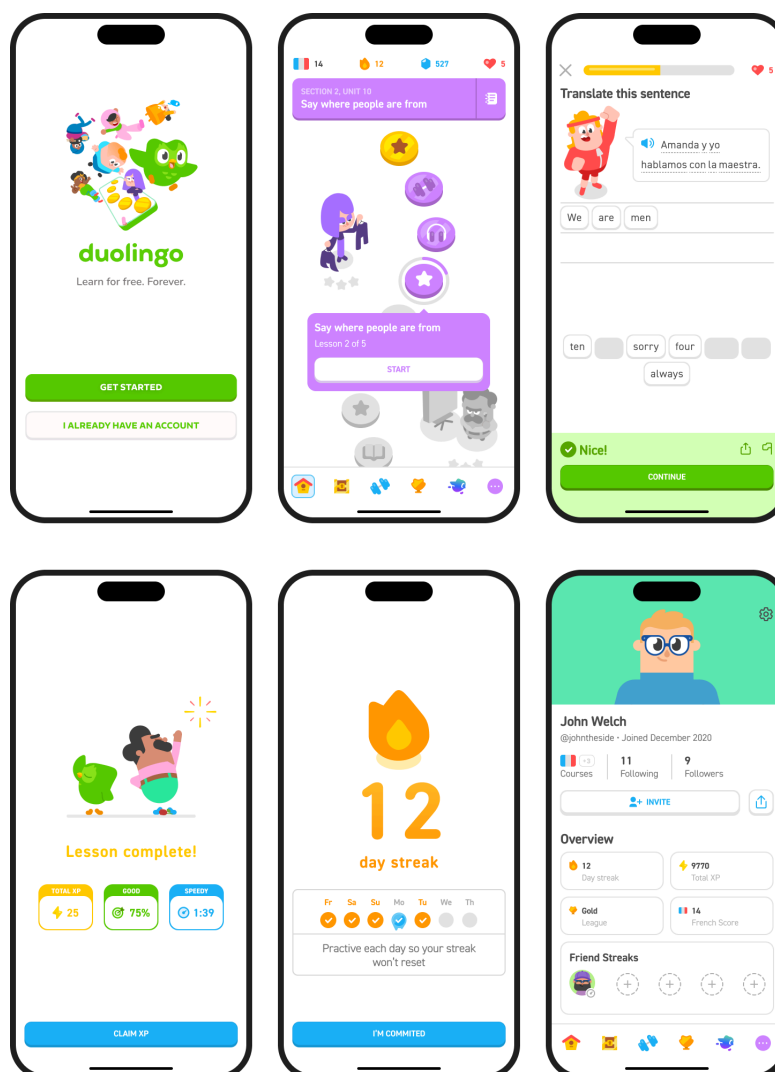 duolingo
Learn for free. Forever.
GET STARTED
I ALREADY HAVE AN ACCOUNT
14 12 527 5
SECTION 2, UNIT 10
Say where people are from
Say where people are from
Lesson 2 of 5
START
5
Translate this sentence
Amanda y yo
hablamos con la maestra.
We are men
ten sorry four
always
Nice!
CONTINUE
Lesson complete!
TOTAL XP GOOD SPEEDY
25 75% 1:39
CLAIM XP
12
day streak
Fr Sa Su Mo Tu We Th
Practive each day so your streak
won't reset
I'M COMMITED
John Welch
@johntheside • Joined December 2020
+3 11 9
Courses Following Followers
INVITE
Overview
12 9770
Day streak Total XP
Gold 14
League French Score
Friend Streaks